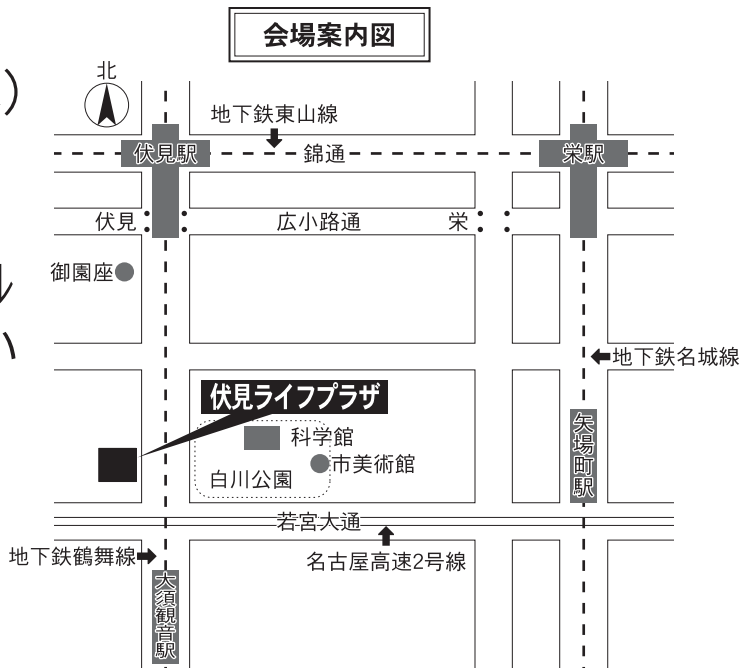 会場案内図
北
)
地下鉄東山線
伏見駅
錦通
栄駅
伏見
広小路通
栄
御園座
ル
い
地下鉄名城線
伏見ライフプラザ
科学館
矢場町駅
市美術館
白川公園
若宮大通
地下鉄鶴舞線
名古屋高速2号線
大須観音駅